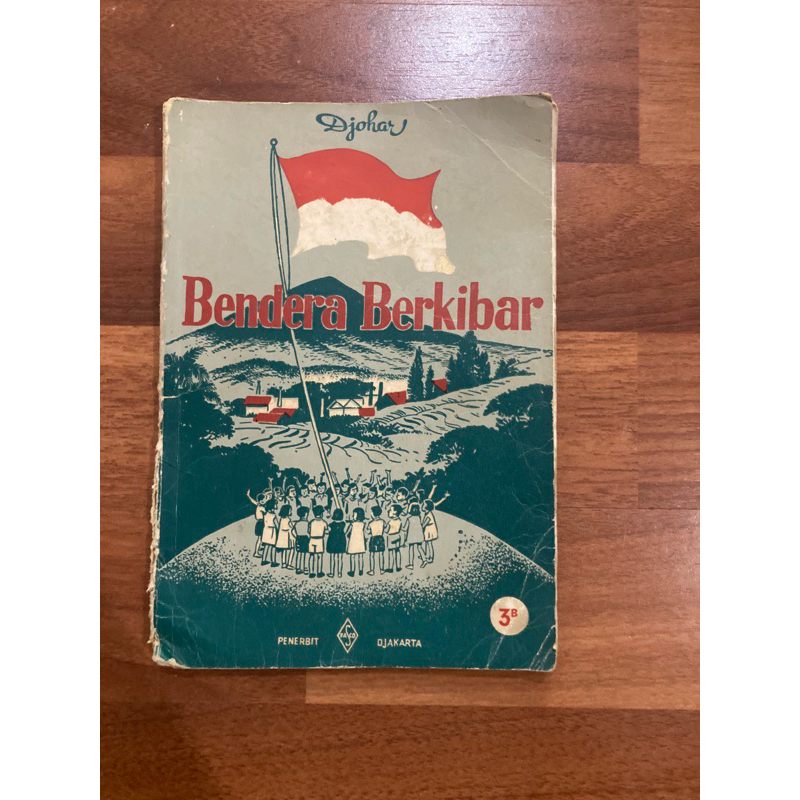 Djohar
Bendera Berkibar
3B
PENERBIT
DJAKARTA